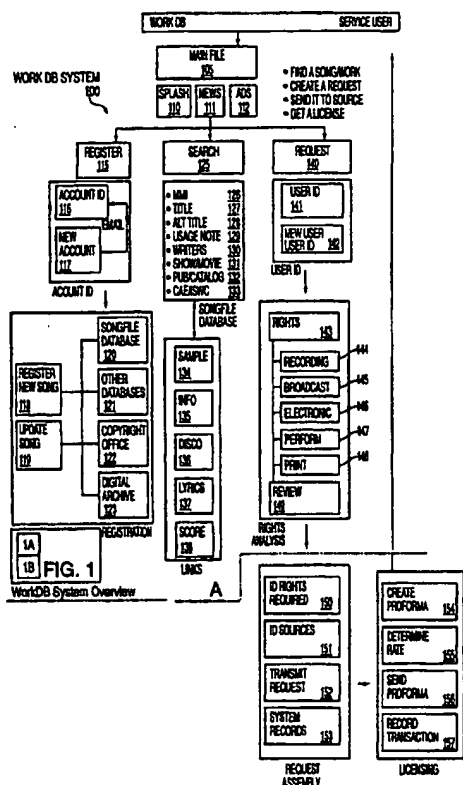 WORK DB SERVICE USER
MAIN FILE
105
WORK DB SYSTEM
100
SPLASH
110
NEWS
111
ADS
112
• FIND A SONG/WORK
• CREATE A REQUEST
• SEND IT TO SOURCE
• GET A LICENSE
REGISTER
115
ACCOUNT ID
116
EMAIL
NEW
ACCOUNT
117
ACOUNT ID
REGISTER
NEW SONG
118
UPDATE
SONG
119
SONGFILE
DATABASE
120
OTHER
DATABASES
121
COPYRIGHT
OFFICE
122
DIGITAL
ARCHIVE
123
REGISTRATION
SEARCH
125
• MMI 126
• TITLE 127
• ALT TITLE 128
• USAGE NOTE 129
• WRITERS 130
• SHOW/MOVIE 131
• PUB/CATALOG 132
• CAE/ISWC 133
SONGFILE
DATABASE
SAMPLE
134
INFO
135
DISCO
136
LYRICS
137
SCORE
138
LINKS
REQUEST
140
USER ID
141
NEW USER
USER ID 142
USER ID
RIGHTS
143
RECORDING 144
BROADCAST 145
ELECTRONIC 146
PERFORM 147
PRINT 148
REVIEW
149
RIGHTS
ANALYSIS
1A
1B
FIG. 1
WorkDB System Overview
A
ID RIGHTS
REQUIRED 150
ID SOURCES
151
TRANSMIT
REQUEST
152
SYSTEM
RECORDS
153
REQUEST
ASSEMBLY
CREATE
PROFORMA
154
DETERMINE
RATE
155
SEND
PROFORMA
156
RECORD
TRANSACTION
157
LICENSING